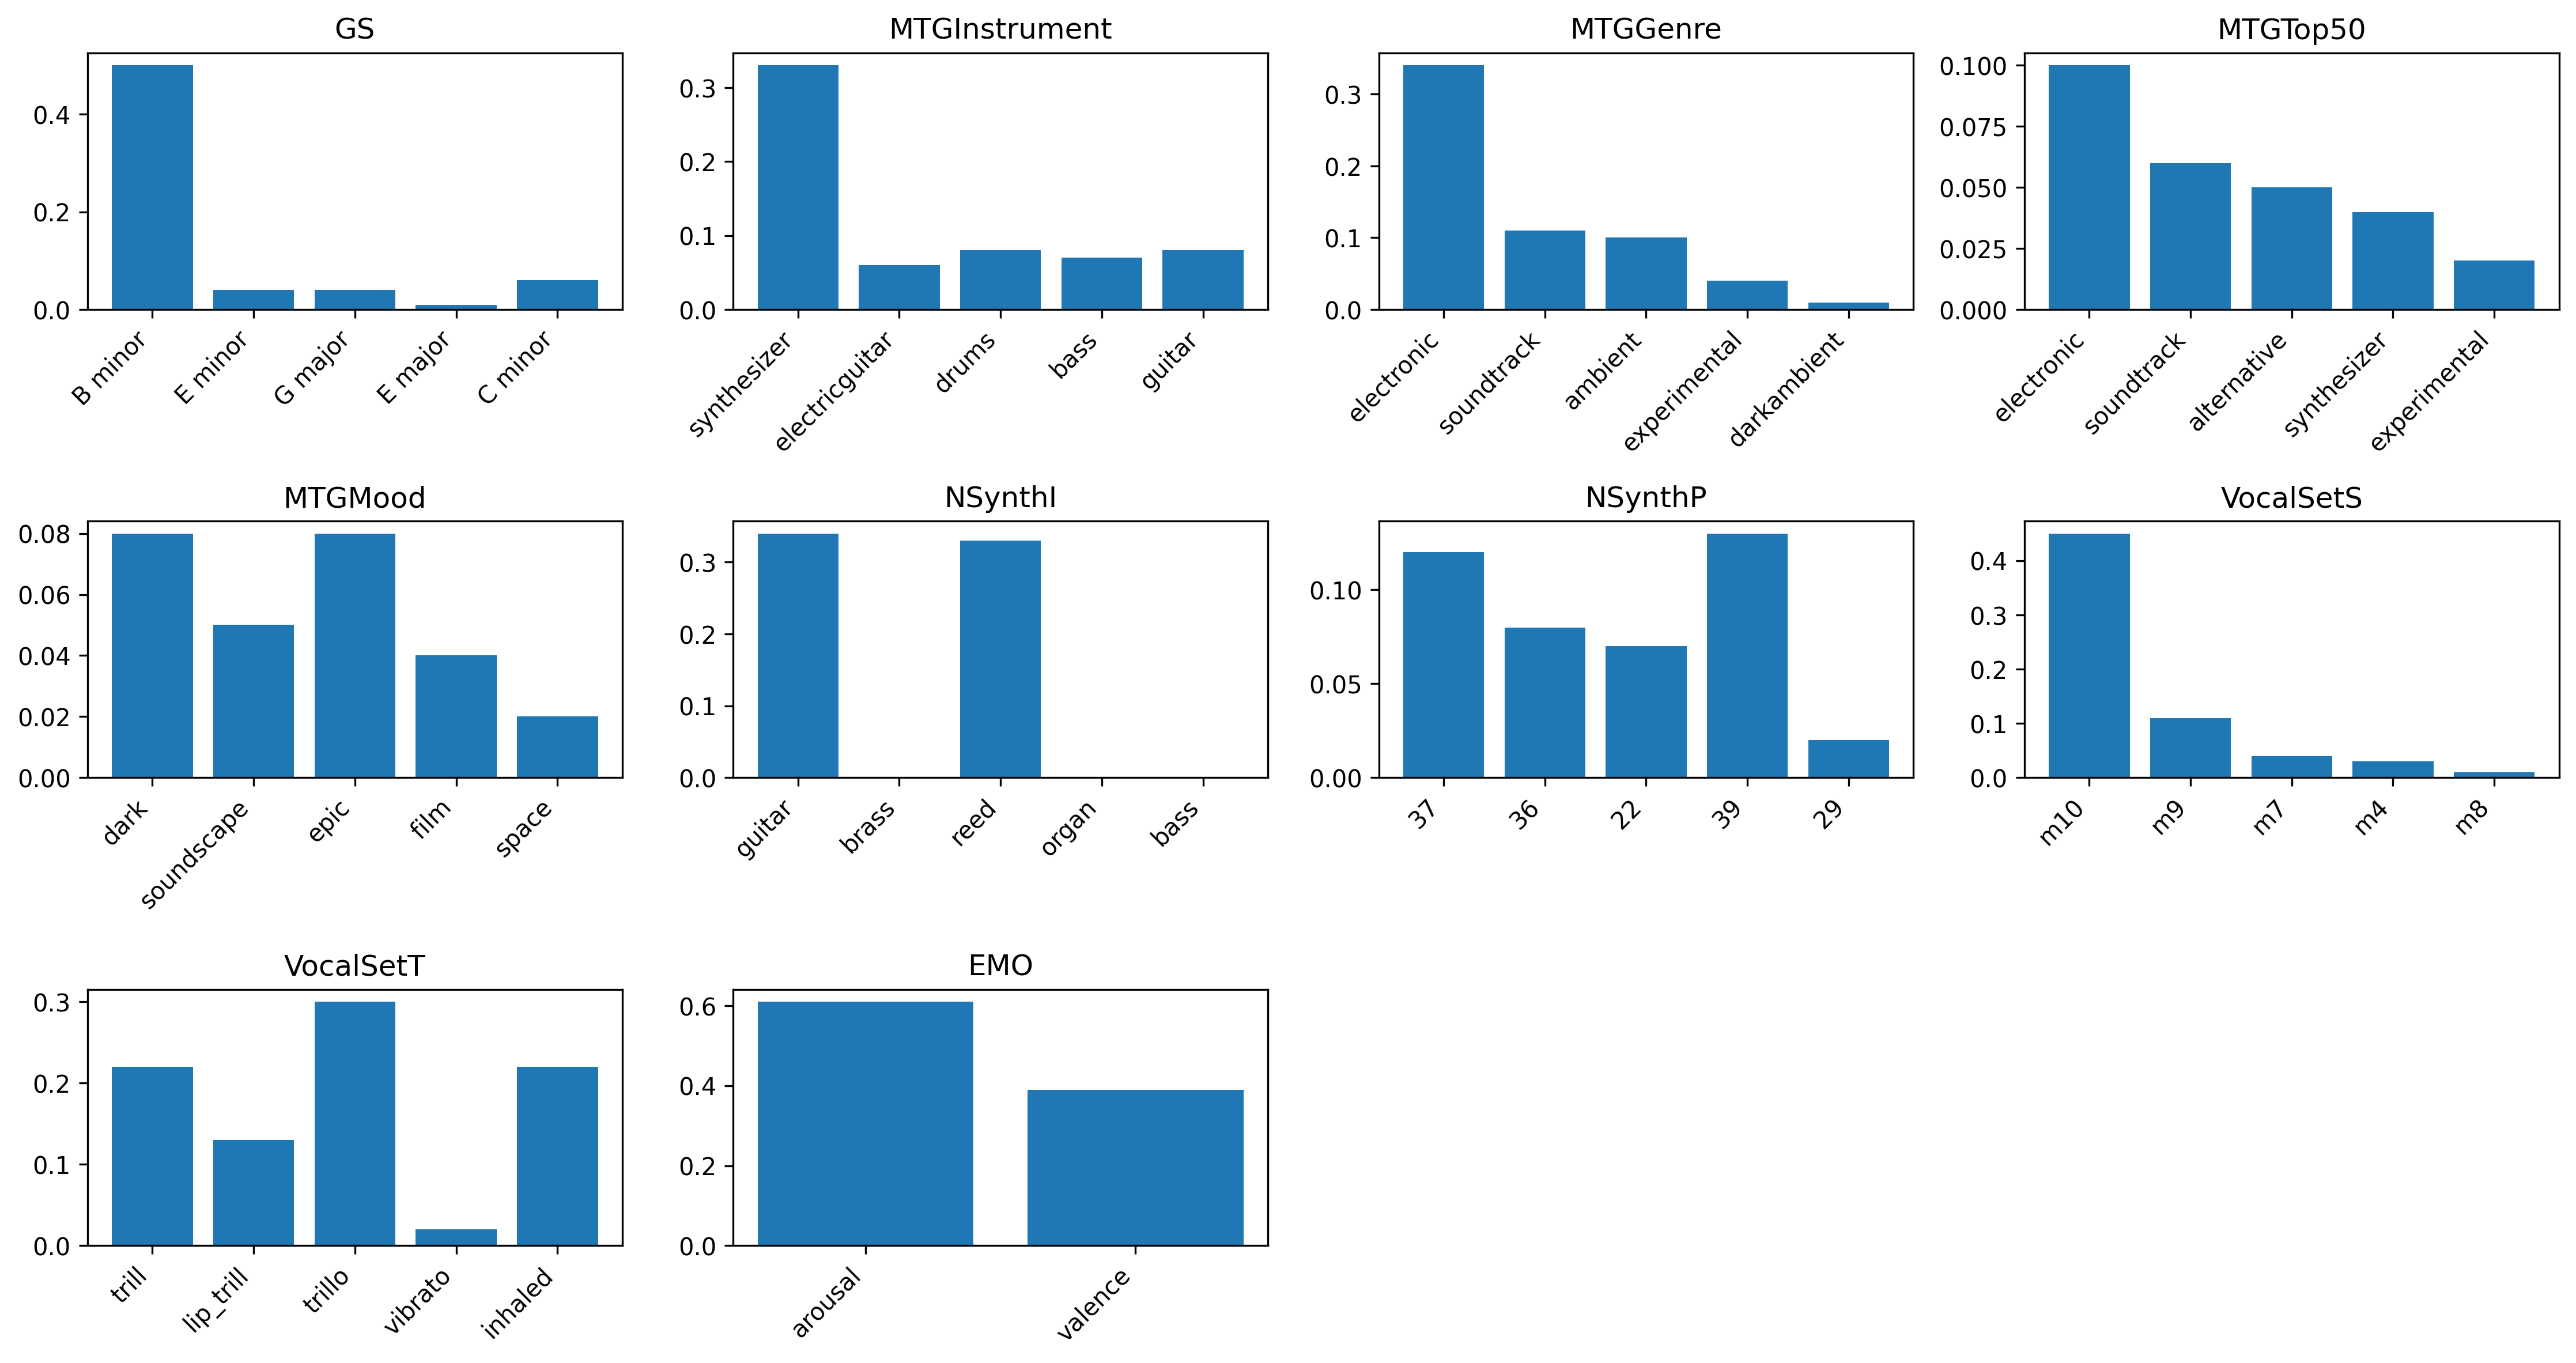 GS
0.4
0.2
0.0
B minor
E minor
G major
E major
C minor
MTGInstrument
0.3
0.2
0.1
0.0
synthesizer
electricguitar
drums
bass
guitar
MTGGenre
0.3
0.2
0.1
0.0
electronic
soundtrack
ambient
experimental
darkambient
MTGTop50
0.100
0.075
0.050
0.025
0.000
electronic
soundtrack
alternative
synthesizer
experimental
MTGMood
0.08
0.06
0.04
0.02
0.00
dark
soundscape
epic
film
space
NSynthI
0.3
0.2
0.1
0.0
guitar
brass
reed
organ
bass
NSynthP
0.10
0.05
0.00
37
36
22
39
29
VocalSetS
0.4
0.3
0.2
0.1
0.0
m10
m9
m7
m4
m8
VocalSetT
0.3
0.2
0.1
0.0
trill
lip_trill
trillo
vibrato
inhaled
EMO
0.6
0.4
0.2
0.0
arousal
valence